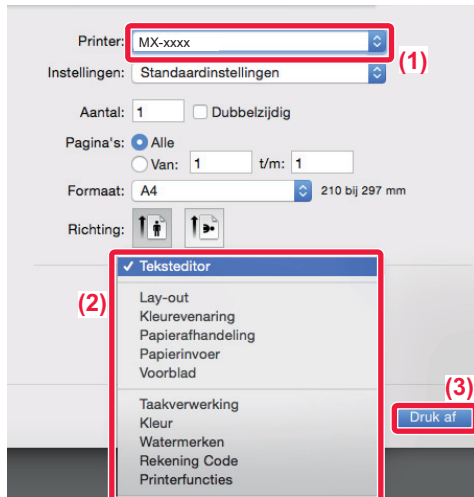 Printer: MX-xxxx
(1)
Instellingen: Standaardinstellingen
Aantal: 1 Dubbelzijdig
Pagina's: Alle
Van: 1 t/m: 1
Formaat: A4 210 bij 297 mm
Richting:
✓ Teksteditor
(2)
Lay-out
Kleurevenaring
Papierafhandeling
Papierinvoer
Voorblad
(3)
Taakverwerking
Druk af
Kleur
Watermerken
Rekening Code
Printerfuncties